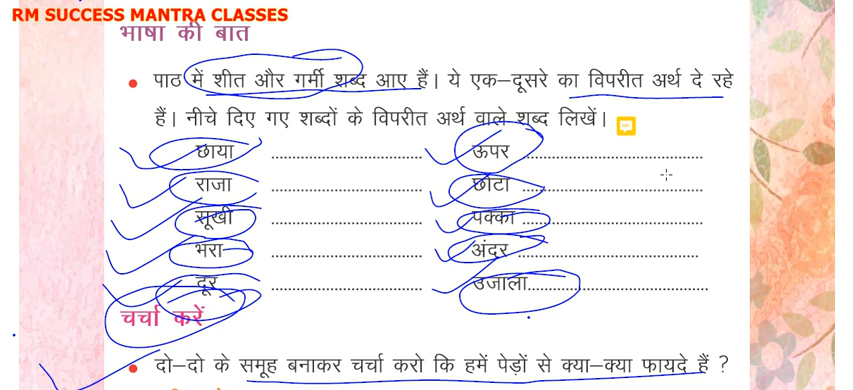 RM SUCCESS MANTRA CLASSES
भाषा की बात
• पाठ में शीत और गर्मी शब्द आए हैं। ये एक–दूसरे का विपरीत अर्थ दे रहे
हैं। नीचे दिए गए शब्दों के विपरीत अर्थ वाले शब्द लिखें।
छाया ........................................ ऊपर ........................................
राजा ........................................ छोटा ........................................
सूखी ........................................ पक्का ........................................
भरा ........................................ अंदर ........................................
दूर ........................................ उजाला ........................................
चर्चा करें
• दो–दो के समूह बनाकर चर्चा करो कि हमें पेड़ों से क्या–क्या फायदे हैं ?